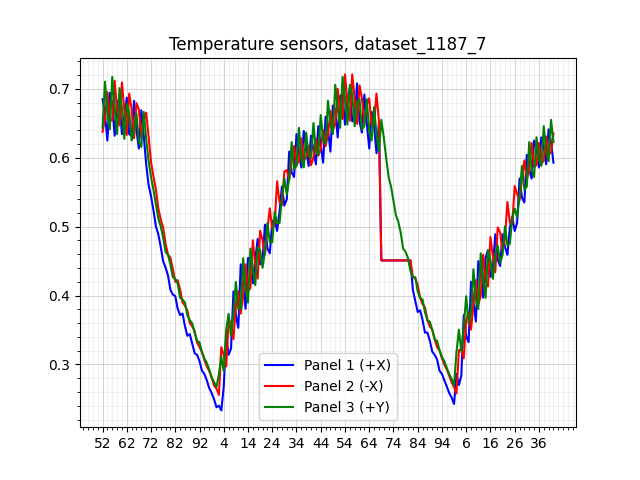 Temperature sensors, dataset_1187_7
0.7
0.6
0.5
0.4
0.3
Panel 1 (+X)
Panel 2 (-X)
Panel 3 (+Y)
52 62 72 82 92 4 14 24 34 44 54 64 74 84 94 6 16 26 36